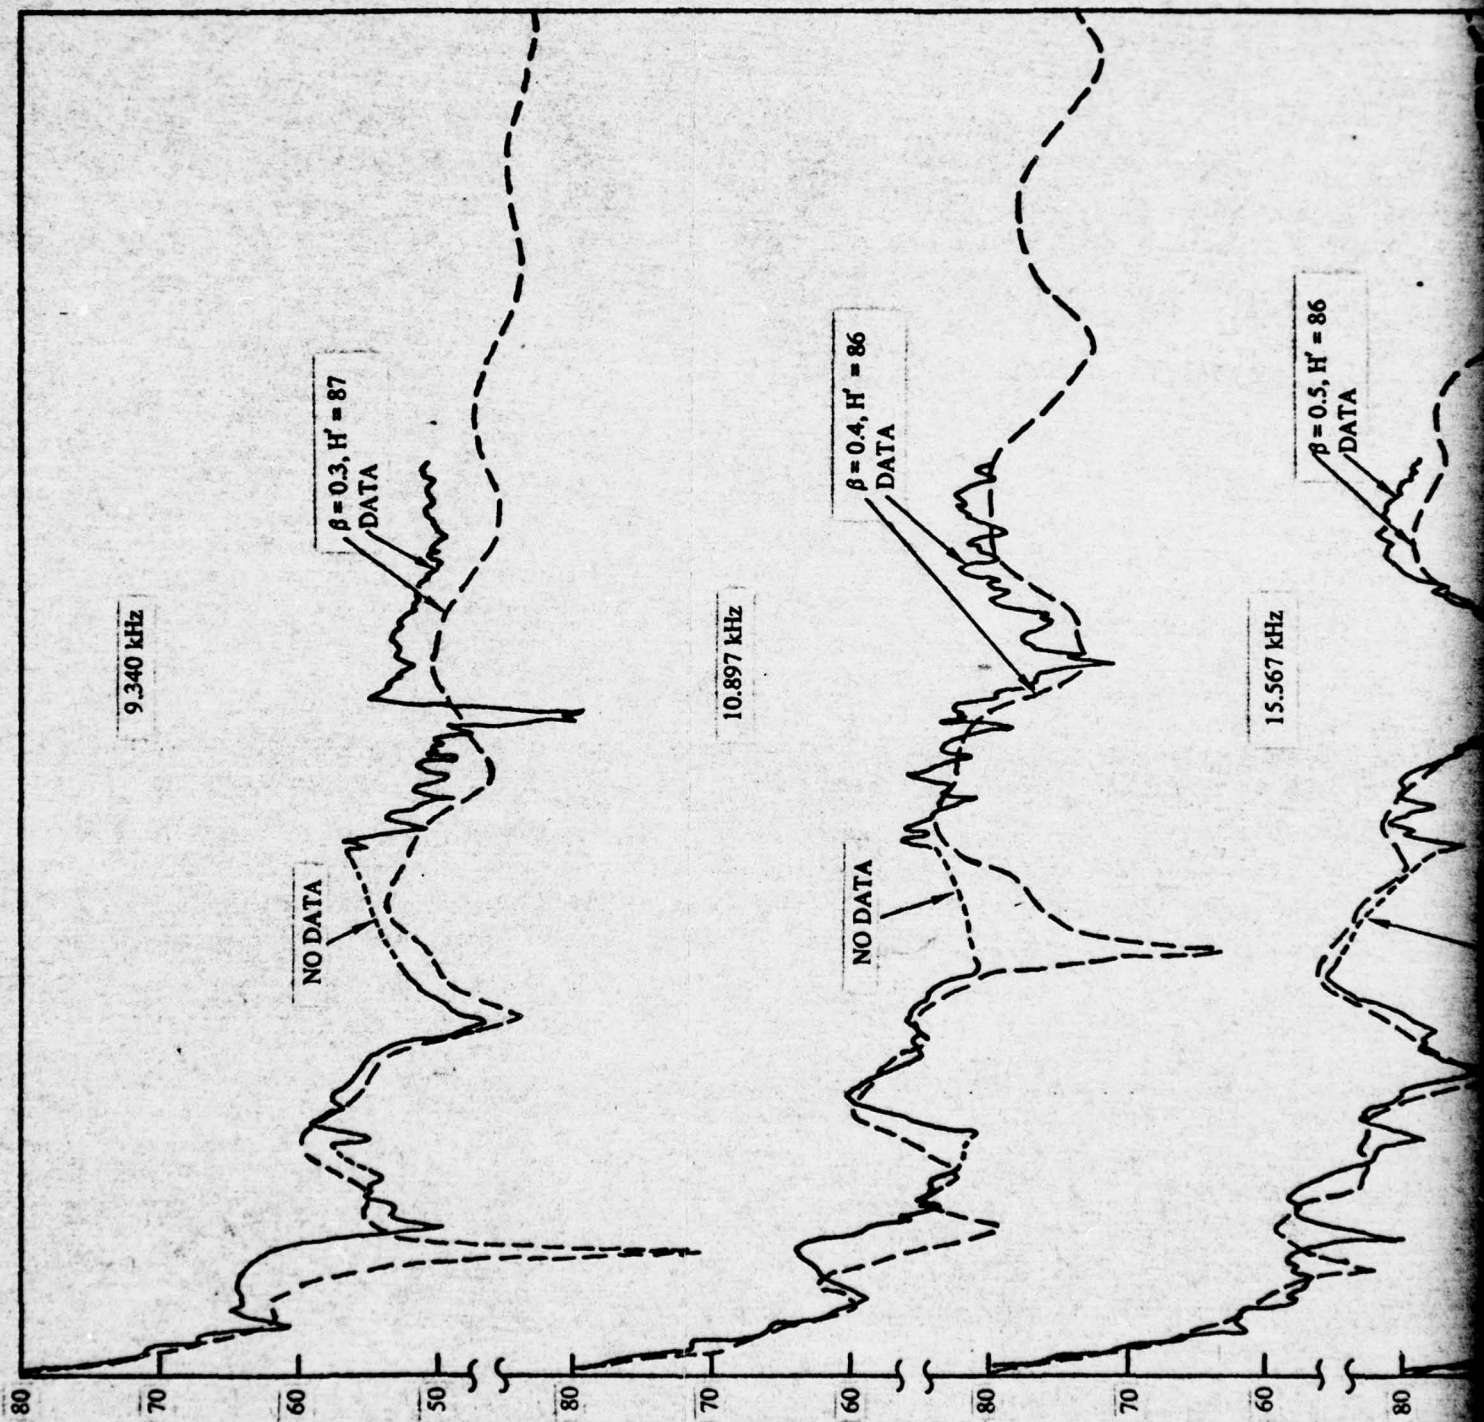 9.340 kHz
β = 0.3, H' = 87
DATA
NO DATA
10.897 kHz
β = 0.4, H' = 86
DATA
NO DATA
15.567 kHz
β = 0.5, H' = 86
DATA
80
70
60
50
80
70
60
80
70
60
80